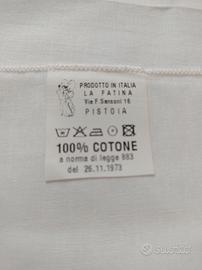 PRODOTTO IN ITALIA
LA FATINA
Via F. Sansoni 16
PISTOIA
100% COTONE
a norma di legge 883
del 26.11.1973
SUBITO